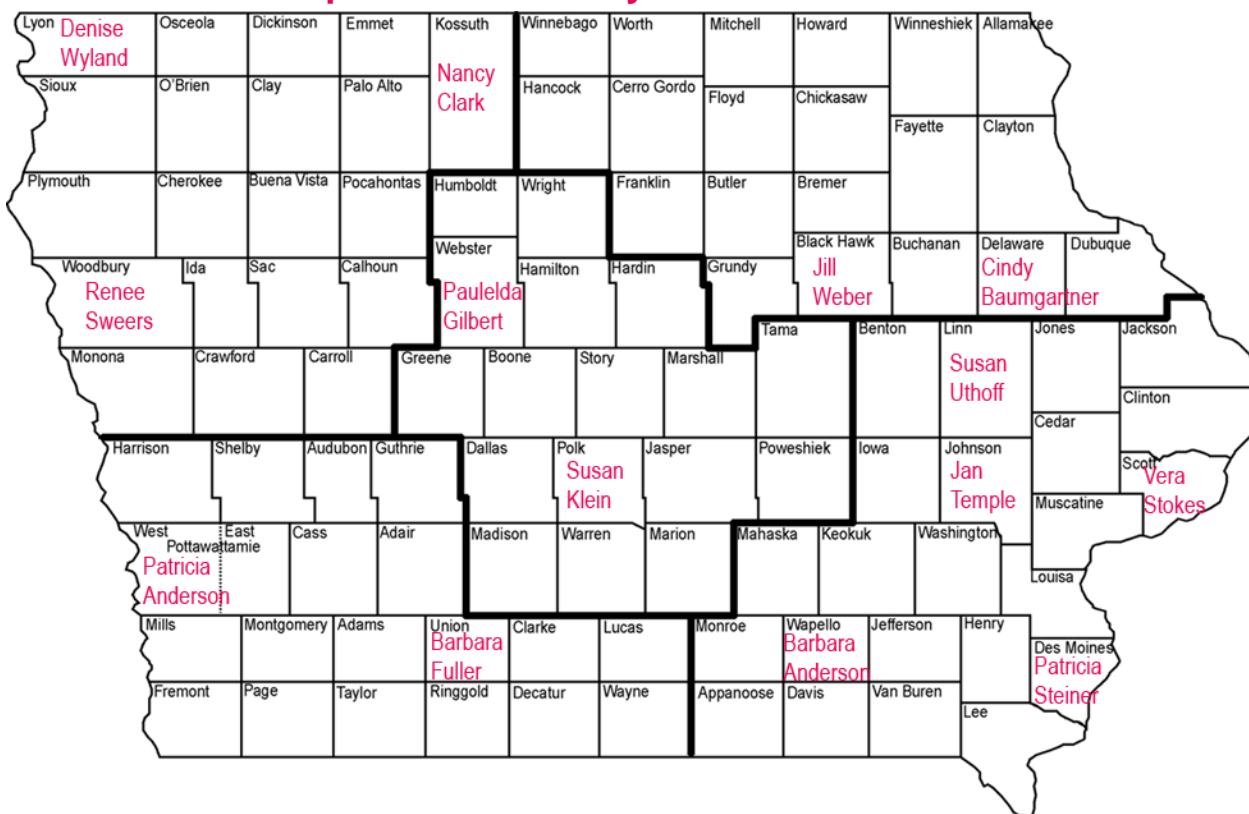 Lyon Osceola Dickinson Emmet Kossuth Winnebago Worth Mitchell Howard Winneshiek Allamakee
Denise
Wyland
Nancy
Clark
Sioux O'Brien Clay Palo Alto Hancock Cerro Gordo Floyd Chickasaw
Fayette Clayton
Plymouth Cherokee Buena Vista Pocahontas Humboldt Wright Franklin Butler Bremer
Webster Black Hawk Buchanan Delaware Dubuque
Woodbury Ida Sac Calhoun Hamilton Hardin Grundy
Renee
Sweers
Paulelda
Gilbert
Jill
Weber
Cindy
Baumgartner
Tama Benton Linn Jones Jackson
Monona Crawford Carroll Greene Boone Story Marshall
Susan
Uthoff
Clinton
Cedar
Harrison Shelby Audubon Guthrie Dallas Polk Jasper Poweshiek Iowa Johnson
Susan
Klein
Jan
Temple
Scott
Vera
Stokes
Muscatine
West East
Pottawattamie
Cass Adair Madison Warren Marion Mahaska Keokuk Washington
Patricia
Anderson
Louisa
Mills Montgomery Adams Union Clarke Lucas Monroe Wapello Jefferson Henry
Barbara
Fuller
Barbara
Anderson
Des Moines
Patricia
Steiner
Fremont Page Taylor Ringgold Decatur Wayne Appanoose Davis Van Buren
Lee